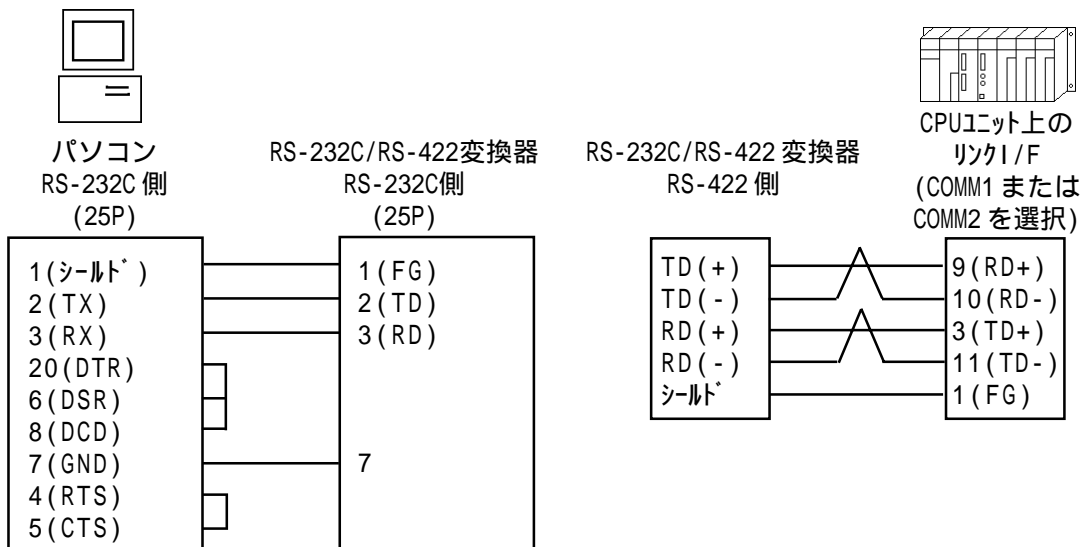 パソコン
RS-232C 側
(25P)
RS-232C/RS-422変換器
RS-232C側
(25P)
RS-232C/RS-422 変換器
RS-422 側
CPUユニット上の
リンクI/F
(COMM1 または
COMM2 を選択)
1(シールド)
2(TX)
3(RX)
20(DTR)
6(DSR)
8(DCD)
7(GND)
4(RTS)
5(CTS)
1(FG)
2(TD)
3(RD)
7
TD(+)
TD(-)
RD(+)
RD(-)
シールド
9(RD+)
10(RD-)
3(TD+)
11(TD-)
1(FG)